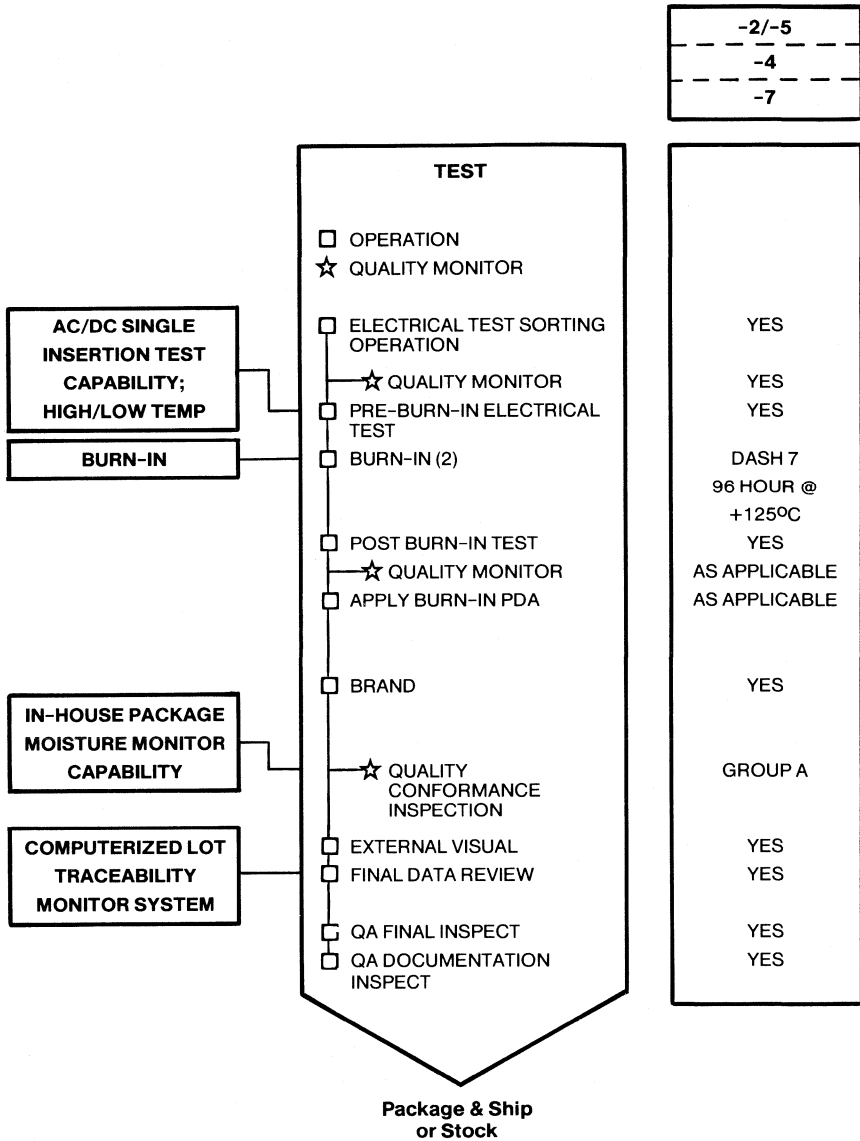 -2/-5
-4
-7
TEST
OPERATION
QUALITY MONITOR
AC/DC SINGLE
INSERTION TEST
CAPABILITY;
HIGH/LOW TEMP
ELECTRICAL TEST SORTING
OPERATION
YES
QUALITY MONITOR
YES
PRE-BURN-IN ELECTRICAL
TEST
YES
BURN-IN
BURN-IN (2)
DASH 7
96 HOUR @
+125ºC
POST BURN-IN TEST
YES
QUALITY MONITOR
AS APPLICABLE
APPLY BURN-IN PDA
AS APPLICABLE
BRAND
YES
IN-HOUSE PACKAGE
MOISTURE MONITOR
CAPABILITY
QUALITY
CONFORMANCE
INSPECTION
GROUP A
COMPUTERIZED LOT
TRACEABILITY
MONITOR SYSTEM
EXTERNAL VISUAL
YES
FINAL DATA REVIEW
YES
QA FINAL INSPECT
YES
QA DOCUMENTATION
INSPECT
YES
Package & Ship
or Stock